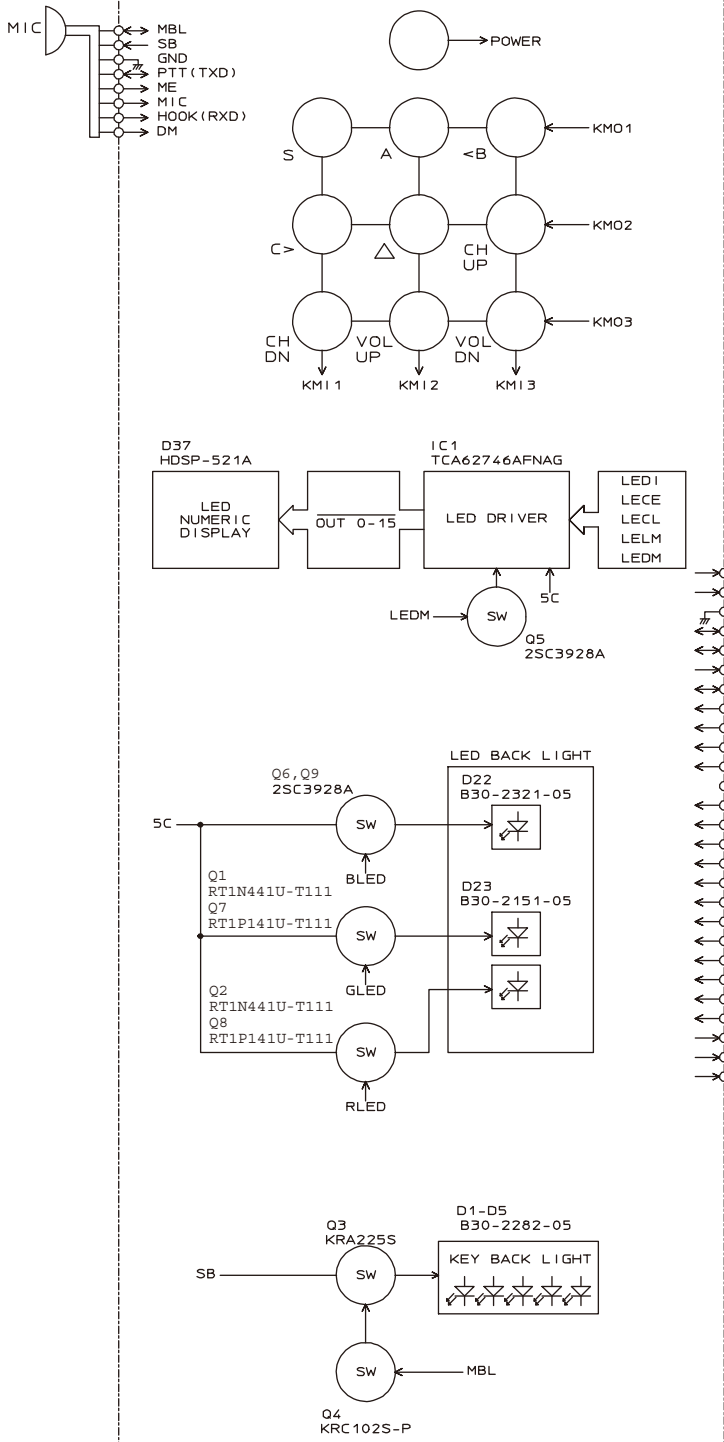 MIC
MBL
SB
GND
PTT(TXD)
ME
MIC
HOOK(RXD)
DM
POWER
S
A
<B
KMO1
C>
△
CH
UP
KMO2
CH
DN
VOL
UP
VOL
DN
KMO3
KMI1
KMI2
KMI3
D37
HDSP-521A
LED
NUMERIC
DISPLAY
OUT 0-15
IC1
TCA62746AFNAG
LED DRIVER
LEDI
LECE
LECL
LELM
LEDM
LEDM
SW
5C
Q5
2SC3928A
LED BACK LIGHT
Q6,Q9
2SC3928A
5C
SW
BLED
D22
B30-2321-05
Q1
RT1N441U-T111
Q7
RT1P141U-T111
SW
GLED
D23
B30-2151-05
Q2
RT1N441U-T111
Q8
RT1P141U-T111
SW
RLED
Q3
KRA225S
SB
SW
D1-D5
B30-2282-05
KEY BACK LIGHT
SW
MBL
Q4
KRC102S-P